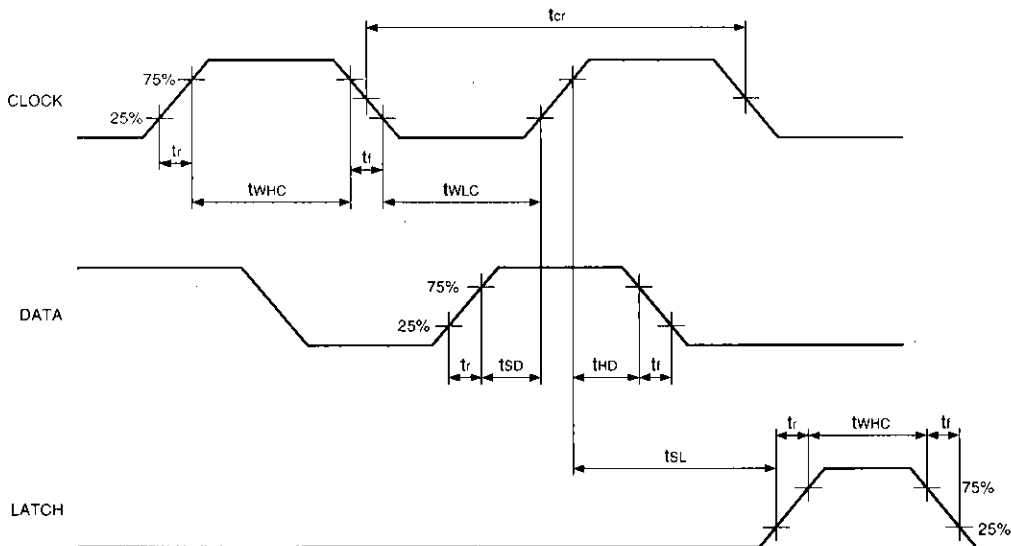 tcr
75%
CLOCK
25%
tr
tf
tWHC
tWLC
75%
DATA
25%
tr
tSD
tHD
tf
tr
tWHC
tf
tSL
75%
LATCH
25%